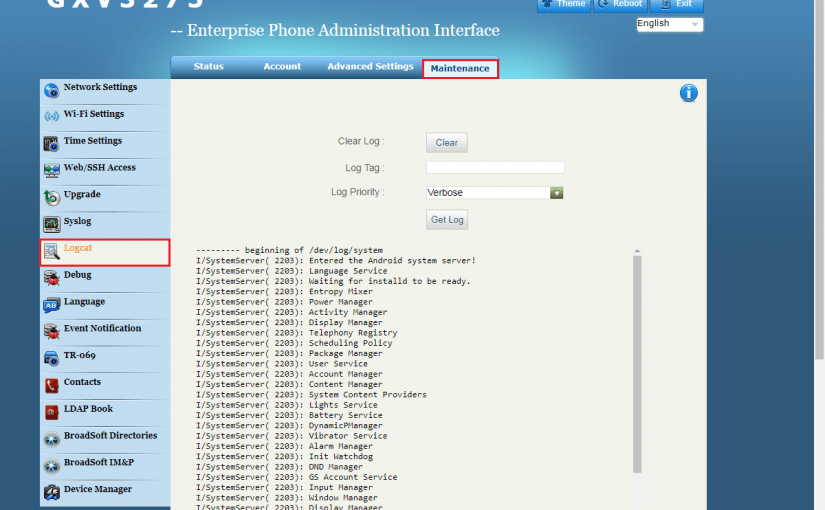 GXV3275
Theme
Reboot
Exit
-- Enterprise Phone Administration Interface
English
Status Account Advanced Settings Maintenance
Network Settings
Wi-Fi Settings
Time Settings
Web/SSH Access
Upgrade
Syslog
Logcat
Debug
Language
Event Notification
TR-069
Contacts
LDAP Book
BroadSoft Directories
BroadSoft IM&P
Device Manager
Clear Log : Clear
Log Tag :
Log Priority : Verbose
Get Log
--------- beginning of /dev/log/system
I/SystemServer( 2203): Entered the Android system server!
I/SystemServer( 2203): Language Service
I/SystemServer( 2203): Waiting for installd to be ready.
I/SystemServer( 2203): Entropy Mixer
I/SystemServer( 2203): Power Manager
I/SystemServer( 2203): Activity Manager
I/SystemServer( 2203): Display Manager
I/SystemServer( 2203): Telephony Registry
I/SystemServer( 2203): Scheduling Policy
I/SystemServer( 2203): Package Manager
I/SystemServer( 2203): User Service
I/SystemServer( 2203): Account Manager
I/SystemServer( 2203): Content Manager
I/SystemServer( 2203): System Content Providers
I/SystemServer( 2203): Lights Service
I/SystemServer( 2203): Battery Service
I/SystemServer( 2203): DynamicPManager
I/SystemServer( 2203): Vibrator Service
I/SystemServer( 2203): Alarm Manager
I/SystemServer( 2203): Init Watchdog
I/SystemServer( 2203): DND Manager
I/SystemServer( 2203): GS Account Service
I/SystemServer( 2203): Input Manager
I/SystemServer( 2203): Window Manager
I/SystemServer( 2203): Display Manager